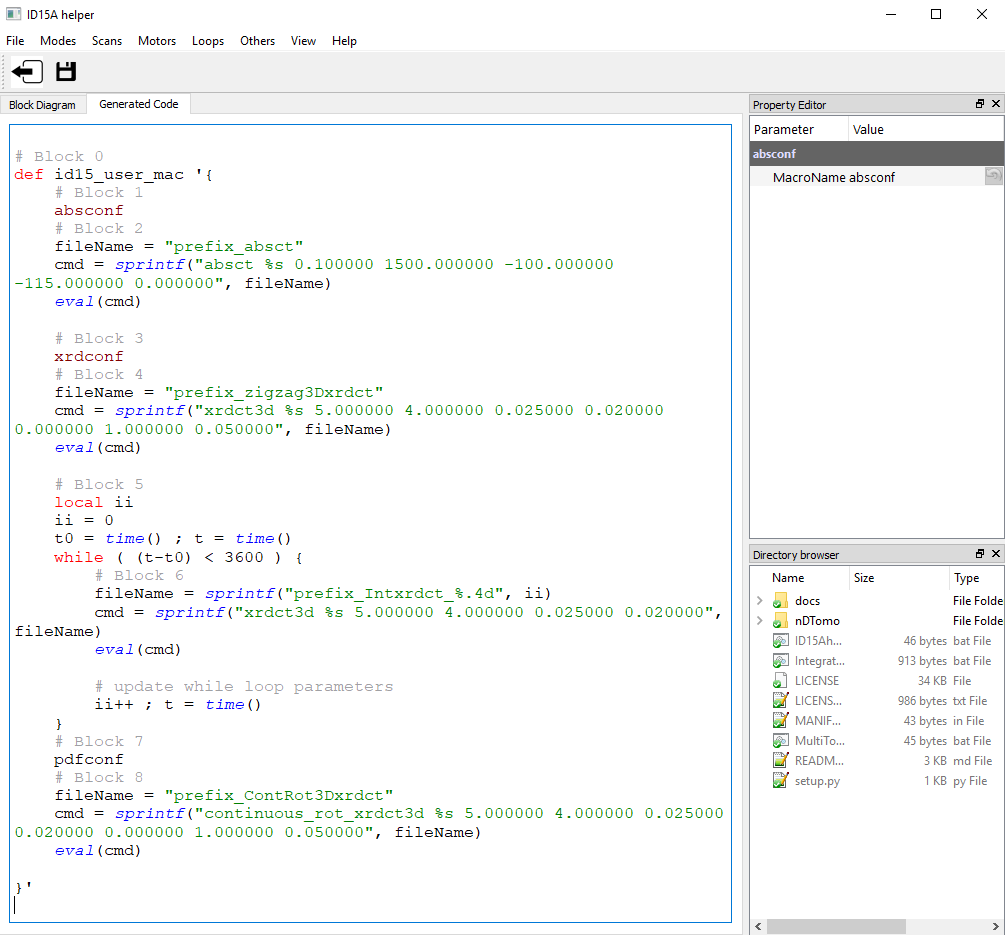 ID15A helper
File Modes Scans Motors Loops Others View Help
Block Diagram Generated Code
# Block 0
def id15_user_mac '{
# Block 1
absconf
# Block 2
fileName = "prefix_absct"
cmd = sprintf("absct %s 0.100000 1500.000000 -100.000000
-115.000000 0.000000", fileName)
eval(cmd)
# Block 3
xrdconf
# Block 4
fileName = "prefix_zigzag3Dxrdct"
cmd = sprintf("xrdct3d %s 5.000000 4.000000 0.025000 0.020000
0.000000 1.000000 0.050000", fileName)
eval(cmd)
# Block 5
local ii
ii = 0
t0 = time() ; t = time()
while ( (t-t0) < 3600 ) {
# Block 6
fileName = sprintf("prefix_Intxrdct_%.4d", ii)
cmd = sprintf("xrdct3d %s 5.000000 4.000000 0.025000 0.020000",
fileName)
eval(cmd)
# update while loop parameters
ii++ ; t = time()
}
# Block 7
pdfconf
# Block 8
fileName = "prefix_ContRot3Dxrdct"
cmd = sprintf("continuous_rot_xrdct3d %s 5.000000 4.000000 0.025000
0.020000 0.000000 1.000000 0.050000", fileName)
eval(cmd)
}'
Property Editor
Parameter Value
absconf
MacroName absconf
Directory browser
Name Size Type
docs File Folde
nDTomo File Folde
ID15Ah... 46 bytes bat File
Integrat... 913 bytes bat File
LICENSE 34 KB File
LICENS... 986 bytes txt File
MANIF... 43 bytes in File
MultiTo... 45 bytes bat File
READM... 3 KB md File
setup.py 1 KB py File